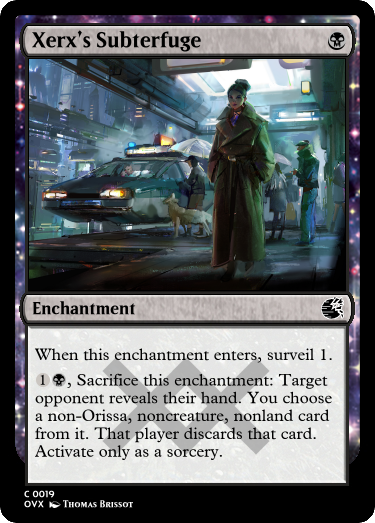 Xerx's Subterfuge
Enchantment
When this enchantment enters, surveil 1.
1 , Sacrifice this enchantment: Target
opponent reveals their hand. You choose
a non-Orissa, noncreature, nonland card
from it. That player discards that card.
Activate only as a sorcery.
C 0019
OVX Thomas Brissot